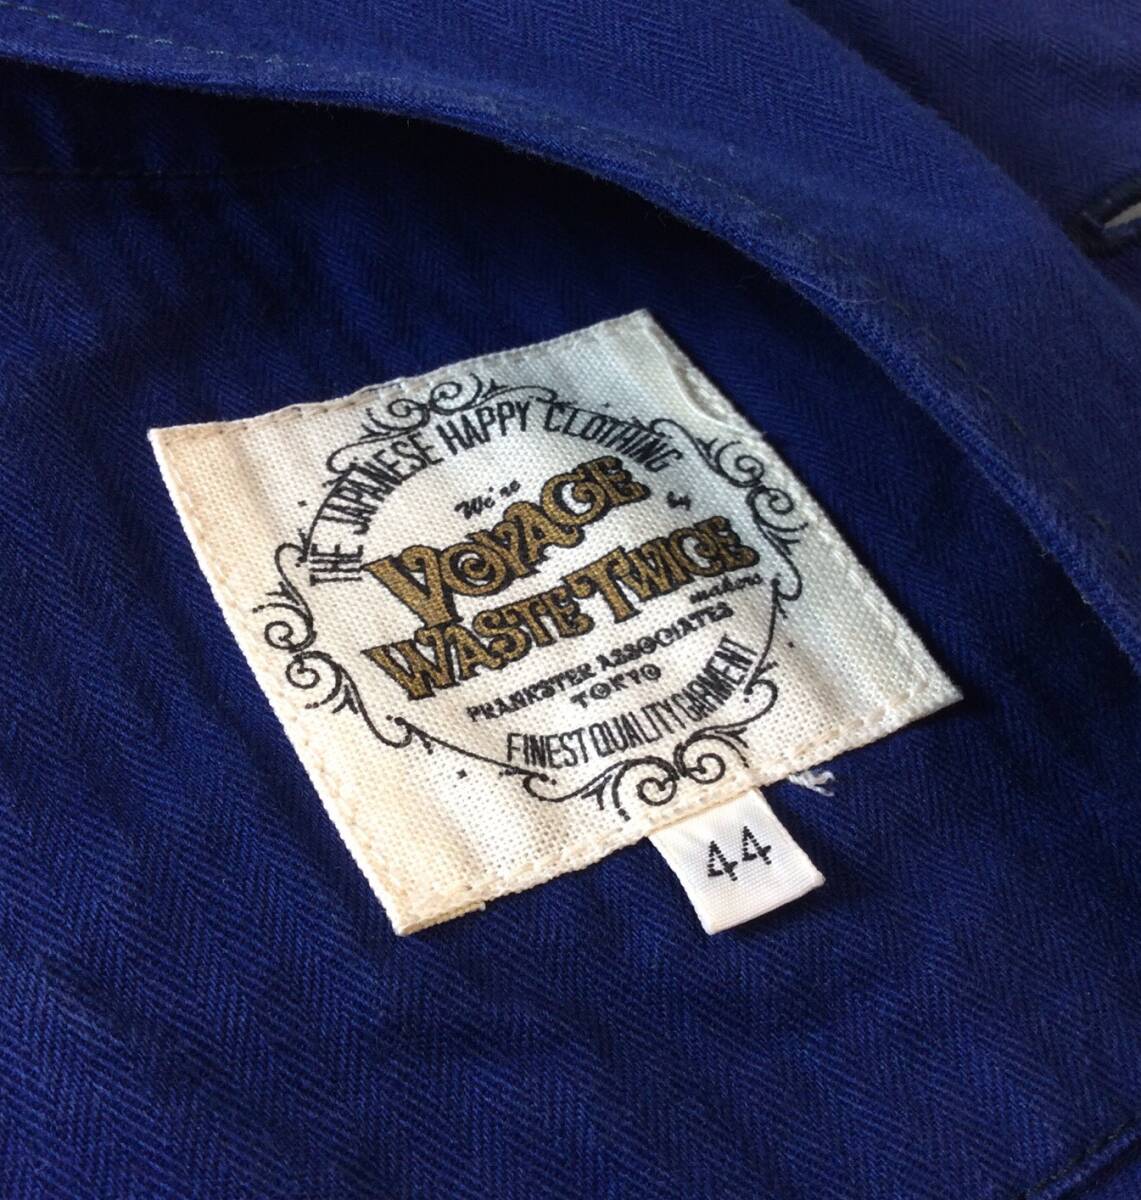 THE JAPANESE HAPPY CLOTHING
We're by
VOYAGE
WASTE TWICE
makers
PRANKSTER ASSOCIATES
TOKYO
FINEST QUALITY GARMENT
44